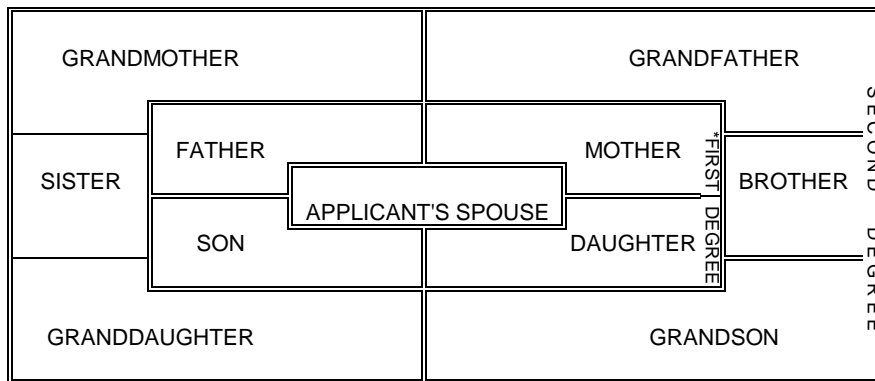 GRANDMOTHER
GRANDFATHER
FATHER
MOTHER
SISTER
BROTHER
APPLICANT'S SPOUSE
SON
DAUGHTER
GRANDDAUGHTER
GRANDSON
*FIRST DEGREE
SECOND DEGREE